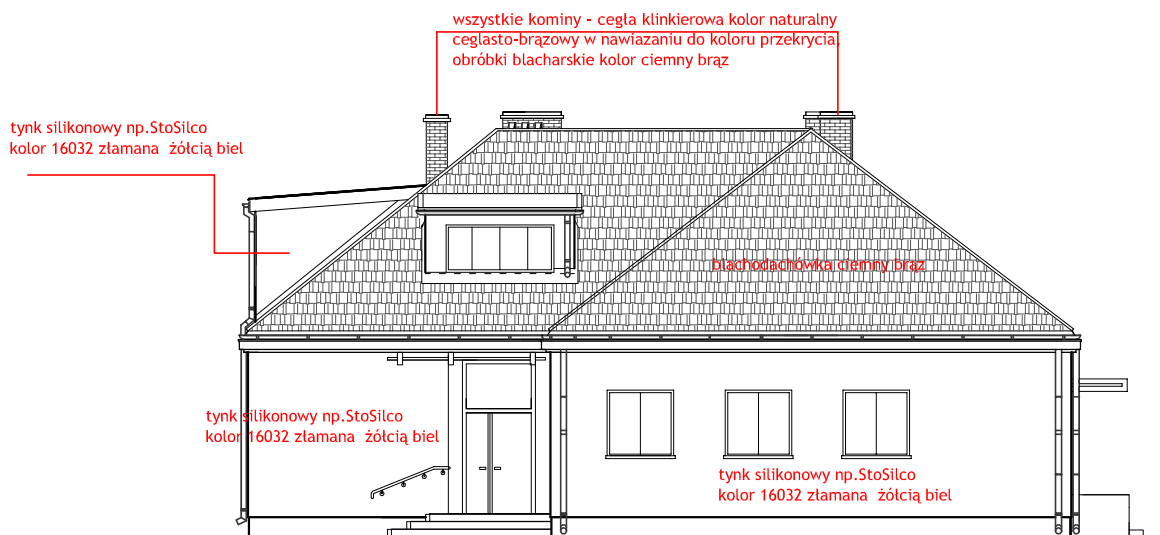 wszystkie kominy - cegła klinkierowa kolor naturalny
ceglasto-brązowy w nawiazaniu do koloru przekrycia,
obróbki blacharskie kolor ciemny brąz
tynk silikonowy np.StoSilco
kolor 16032 złamana żółcią biel
blachodachówka ciemny brąz
tynk silikonowy np.StoSilco
kolor 16032 złamana żółcią biel
tynk silikonowy np.StoSilco
kolor 16032 złamana żółcią biel